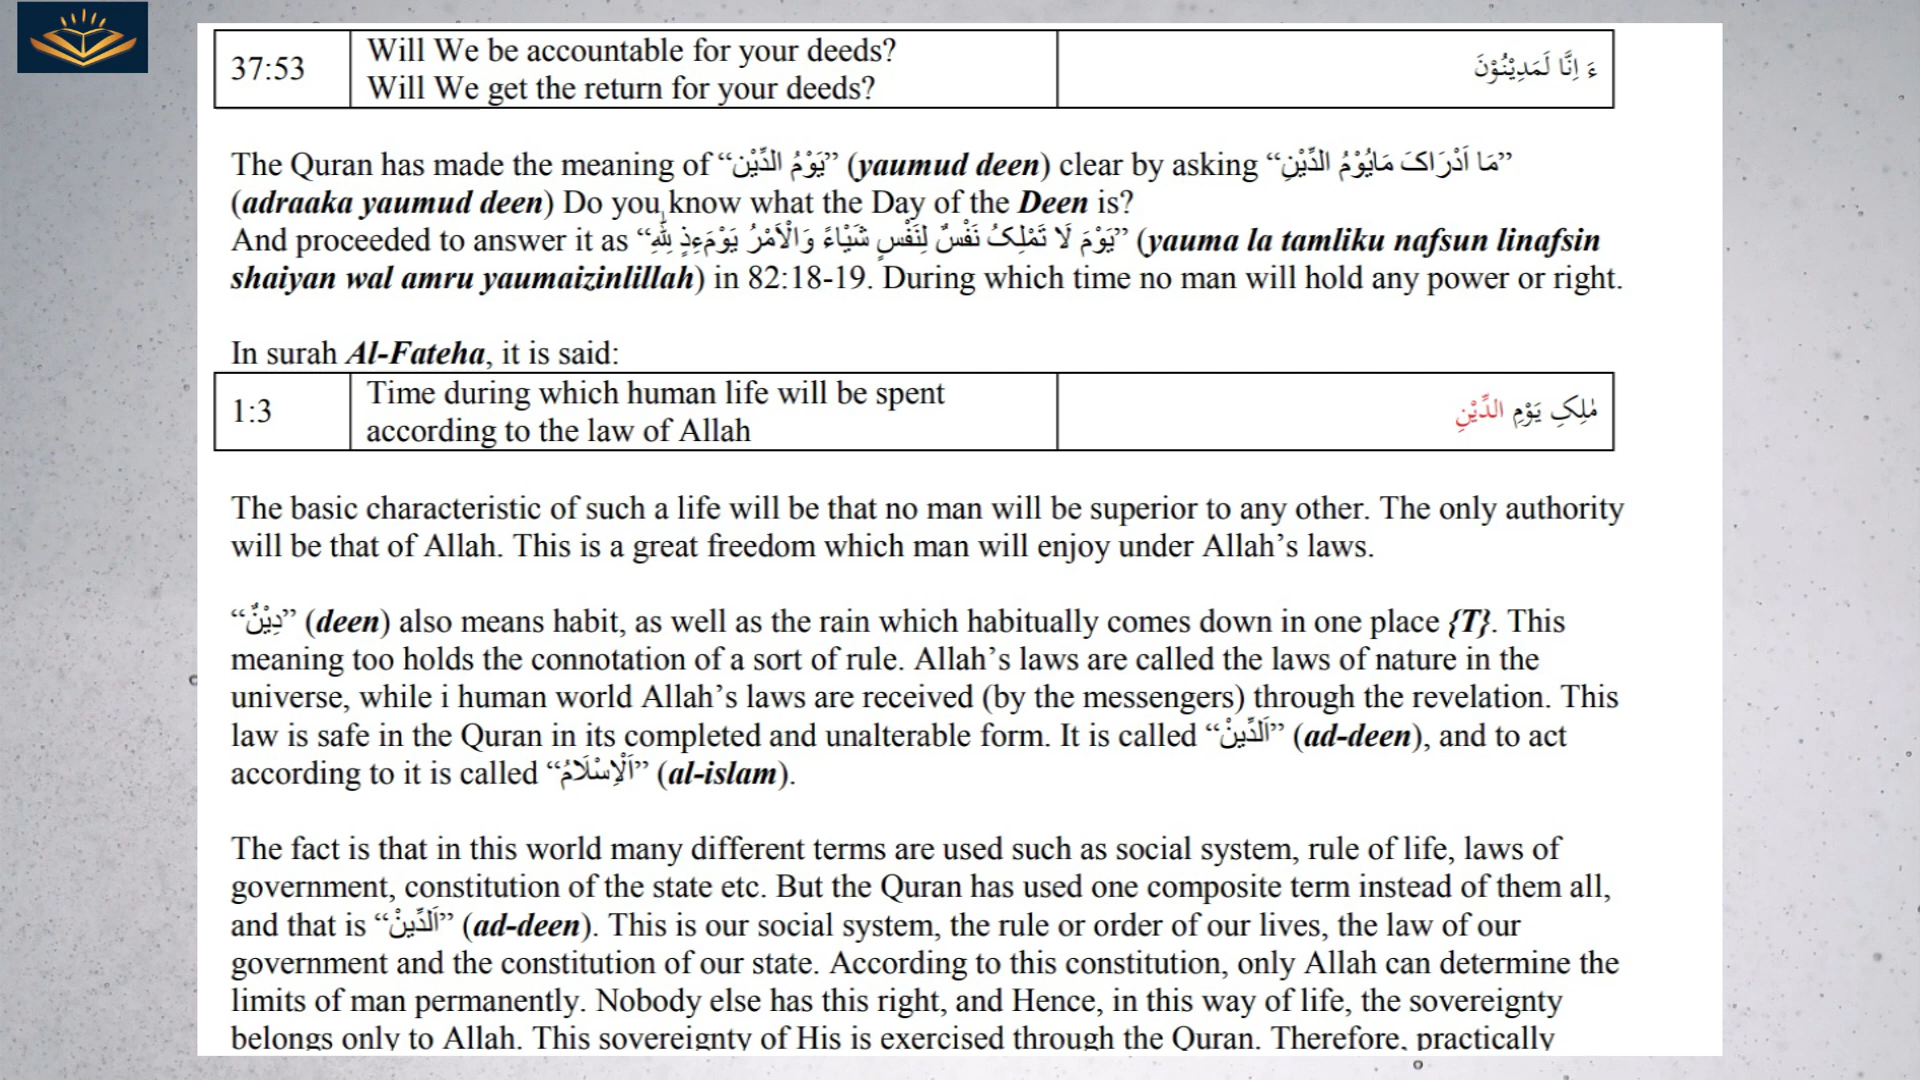 37:53
Will We be accountable for your deeds?
Will We get the return for your deeds?
ءَ اِنَّا لَمَدِيْنُوْنَ
The Quran has made the meaning of “يَوْمُ الدِّيْن” (yaumud deen) clear by asking “مَا اَدْرَاکَ مَايُوْمُ الدِّيْنِ”
(adraaka yaumud deen) Do you know what the Day of the Deen is?
And proceeded to answer it as “يَوْمَ لَا تَمْلِکُ نَفْسٌ لِنَفْسٍ شَيْاءً وَالْاَمْرُ يَوْمَءِذٍ لِلّٰهِ” (yauma la tamliku nafsun linafsin
shaiyan wal amru yaumaizinlillah) in 82:18-19. During which time no man will hold any power or right.
In surah Al-Fateha, it is said:
1:3
Time during which human life will be spent
according to the law of Allah
مٰلِکِ يَوْمِ الدِّيْنِ
The basic characteristic of such a life will be that no man will be superior to any other. The only authority
will be that of Allah. This is a great freedom which man will enjoy under Allah’s laws.
“دِيْنٌ” (deen) also means habit, as well as the rain which habitually comes down in one place {T}. This
meaning too holds the connotation of a sort of rule. Allah’s laws are called the laws of nature in the
universe, while i human world Allah’s laws are received (by the messengers) through the revelation. This
law is safe in the Quran in its completed and unalterable form. It is called “اَلدِّينْ” (ad-deen), and to act
according to it is called “اَلْاِسْلَامُ” (al-islam).
The fact is that in this world many different terms are used such as social system, rule of life, laws of
government, constitution of the state etc. But the Quran has used one composite term instead of them all,
and that is “اَلدِّينْ” (ad-deen). This is our social system, the rule or order of our lives, the law of our
government and the constitution of our state. According to this constitution, only Allah can determine the
limits of man permanently. Nobody else has this right, and Hence, in this way of life, the sovereignty
belongs only to Allah. This sovereignty of His is exercised through the Quran. Therefore, practically